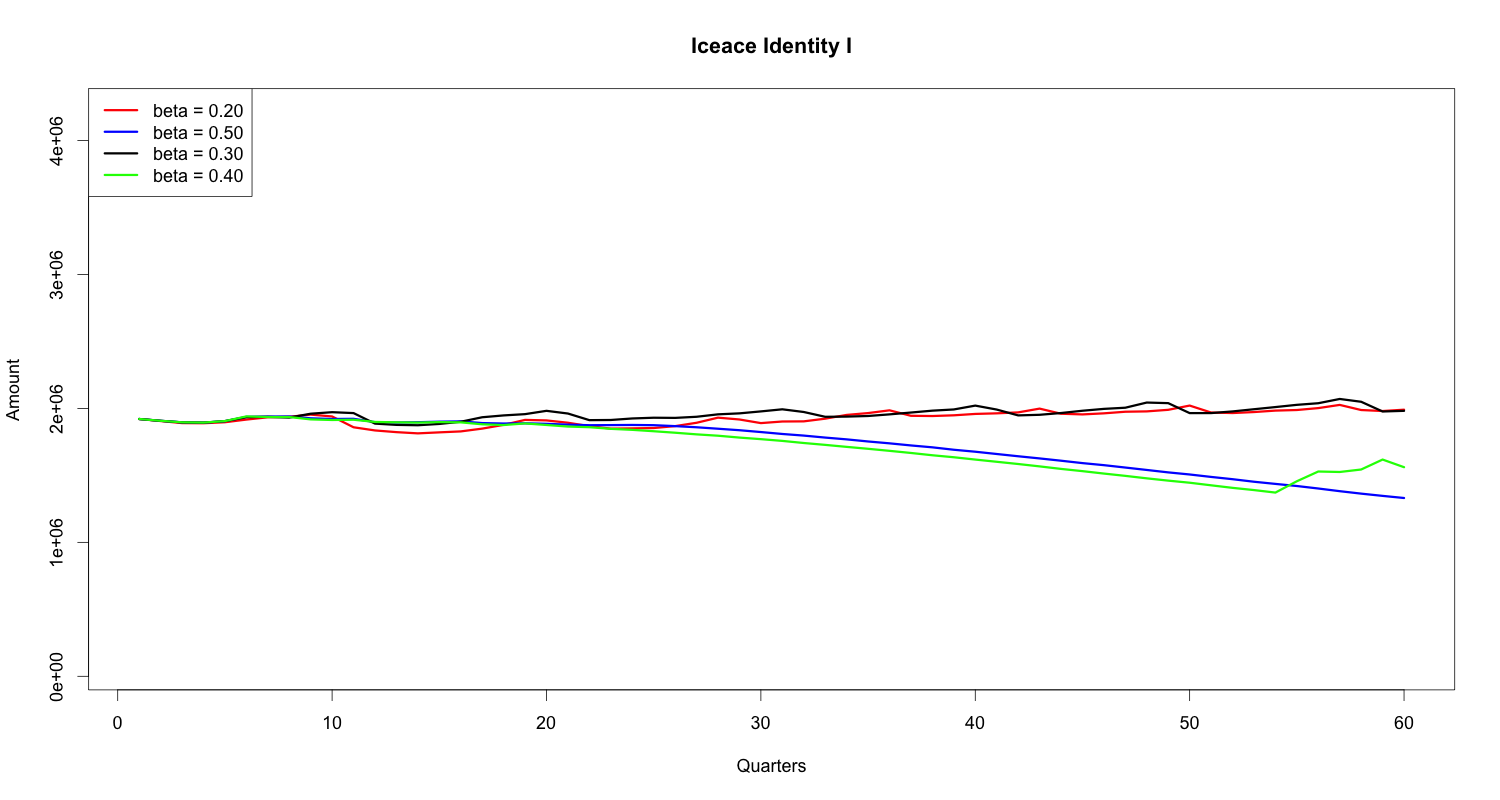 Iceace Identity I
beta = 0.20
beta = 0.50
beta = 0.30
beta = 0.40
4e+06
3e+06
2e+06
1e+06
0e+00
Amount
0 10 20 30 40 50 60
Quarters